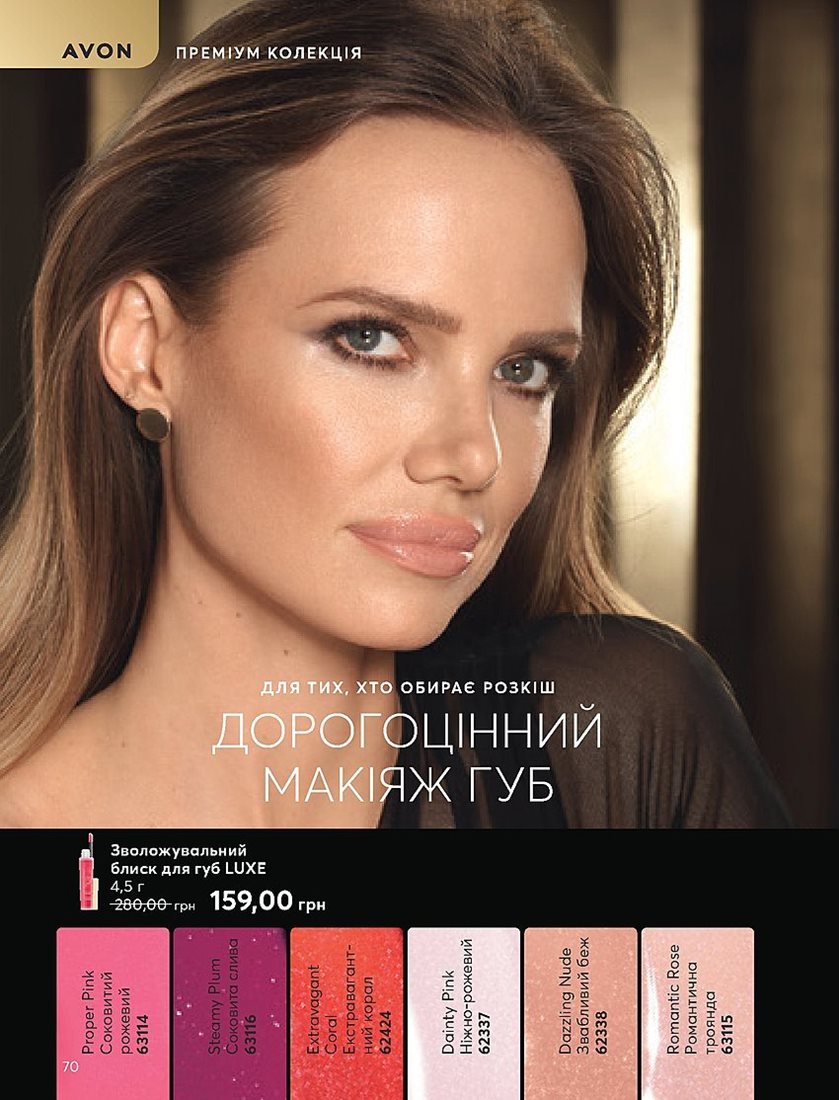 AVON
ПРЕМІУМ КОЛЕКЦІЯ
ДЛЯ ТИХ, ХТО ОБИРАЄ РОЗКІШ
ДОРОГОЦІННИЙ
МАКІЯЖ ГУБ
Зволожувальний
блиск для губ LUXE
4,5 г
280,00 грн 159,00 грн
Proper Pink
Соковитий
рожевий
63114
Steamy Plum
Соковита слива
63116
Extravagant
Coral
Екстравагант-
ний корал
62424
Dainty Pink
Ніжно-рожевий
62337
Dazzling Nude
Звабливий беж
62338
Romantic Rose
Романтична
троянда
63115
70